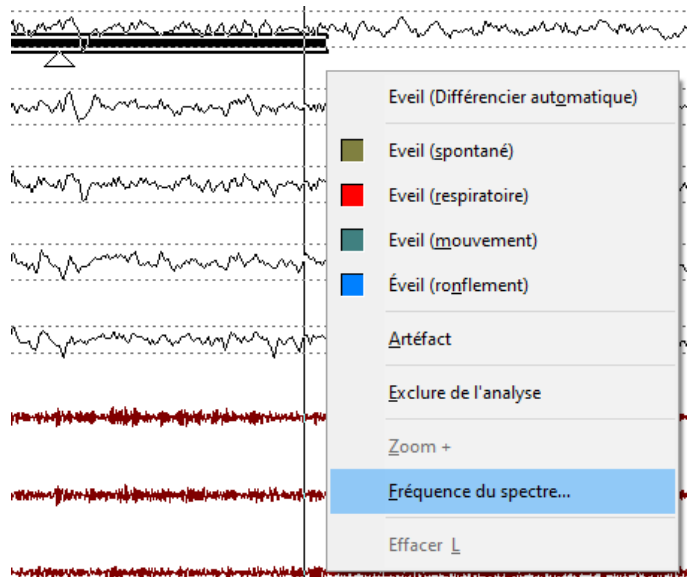 Eveil (Différencier automatique)
Eveil (spontané)
Eveil (respiratoire)
Eveil (mouvement)
Éveil (ronflement)
Artéfact
Exclure de l'analyse
Zoom +
Fréquence du spectre...
Effacer L